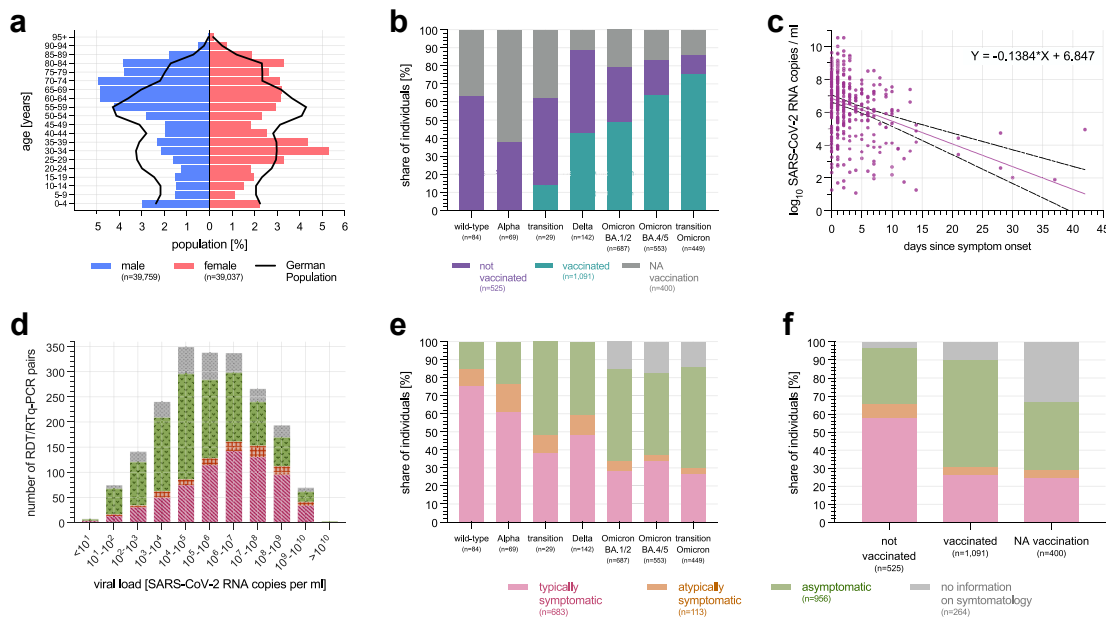 a
age [years]
95+
90-94
85-89
80-84
75-79
70-74
65-69
60-64
55-59
50-54
45-49
40-44
35-39
30-34
25-29
20-24
15-19
10-14
5-9
0-4
5 4 3 2 1 0 1 2 3 4 5 6
population [%]
male
(n=39,759)
female
(n=39,037)
German
Population
b
share of individuals [%]
100
90
80
70
60
50
40
30
20
10
0
wild-type
(n=84)
Alpha
(n=69)
transition
(n=29)
Delta
(n=142)
Omicron
BA.1/2
(n=687)
Omicron
BA.4/5
(n=553)
transition
Omicron
(n=449)
not
vaccinated
(n=525)
vaccinated
(n=1,091)
NA
vaccination
(n=400)
c
log10 SARS-CoV-2 RNA copies / ml
10
8
6
4
2
0
Y = -0.1384*X + 6.847
0 5 10 15 20 25 30 35 40 45
days since symptom onset
d
number of RDT/RTq-PCR pairs
350
300
250
200
150
100
50
0
<10¹
10¹-10²
10²-10³
10³-10⁴
10⁴-10⁵
10⁵-10⁶
10⁶-10⁷
10⁷-10⁸
10⁸-10⁹
10⁹-10¹⁰
>10¹⁰
viral load [SARS-CoV-2 RNA copies per ml]
e
share of individuals [%]
100
90
80
70
60
50
40
30
20
10
0
wild-type
(n=84)
Alpha
(n=69)
transition
(n=29)
Delta
(n=142)
Omicron
BA.1/2
(n=687)
Omicron
BA.4/5
(n=553)
transition
Omicron
(n=449)
f
share of individuals [%]
100
90
80
70
60
50
40
30
20
10
0
not
vaccinated
(n=525)
vaccinated
(n=1,091)
NA vaccination
(n=400)
typically
symptomatic
(n=683)
atypically
symptomatic
(n=113)
asymptomatic
(n=956)
no information
on symtomatology
(n=264)